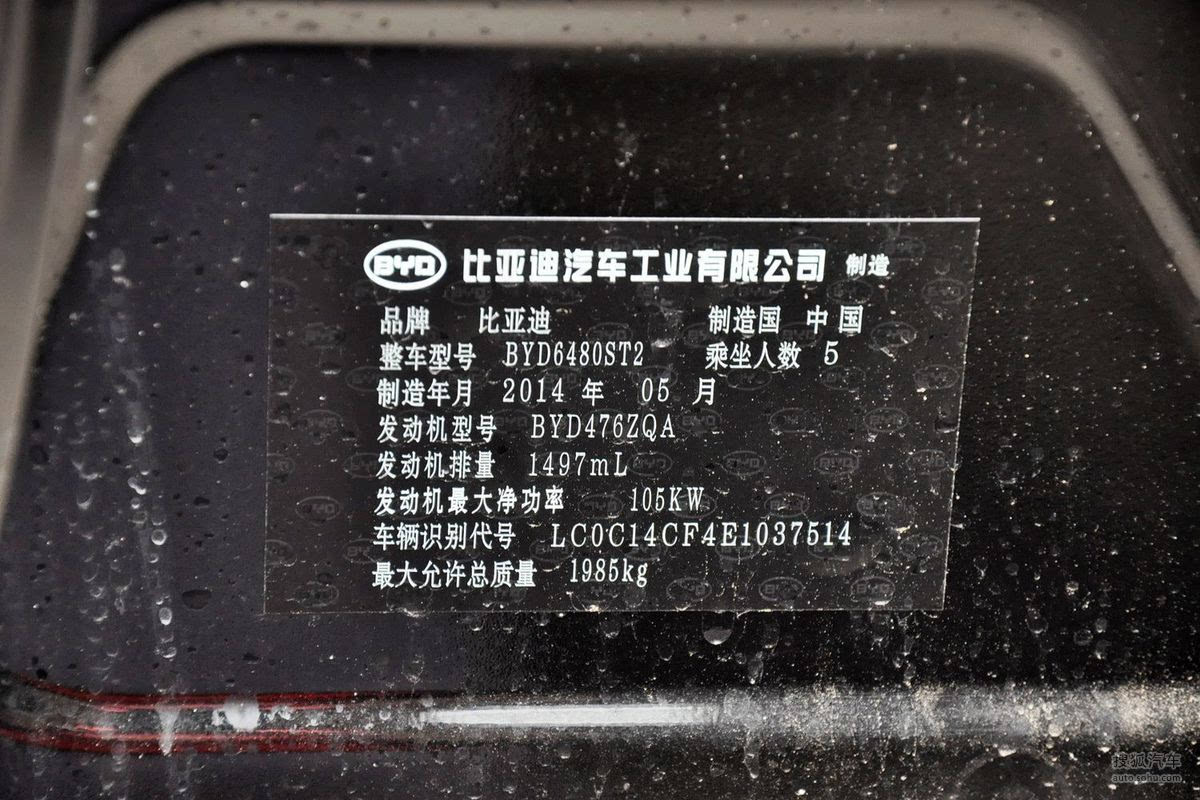 BYD 比亚迪汽车工业有限公司 制造
品牌 比亚迪 制造国 中国
整车型号 BYD6480ST2 乘坐人数 5
制造年月 2014 年 05 月
发动机型号 BYD476ZQA
发动机排量 1497mL
发动机最大净功率 105KW
车辆识别代号 LC0C14CF4E1037514
最大允许总质量 1985kg
搜狐汽车
auto.sohu.com